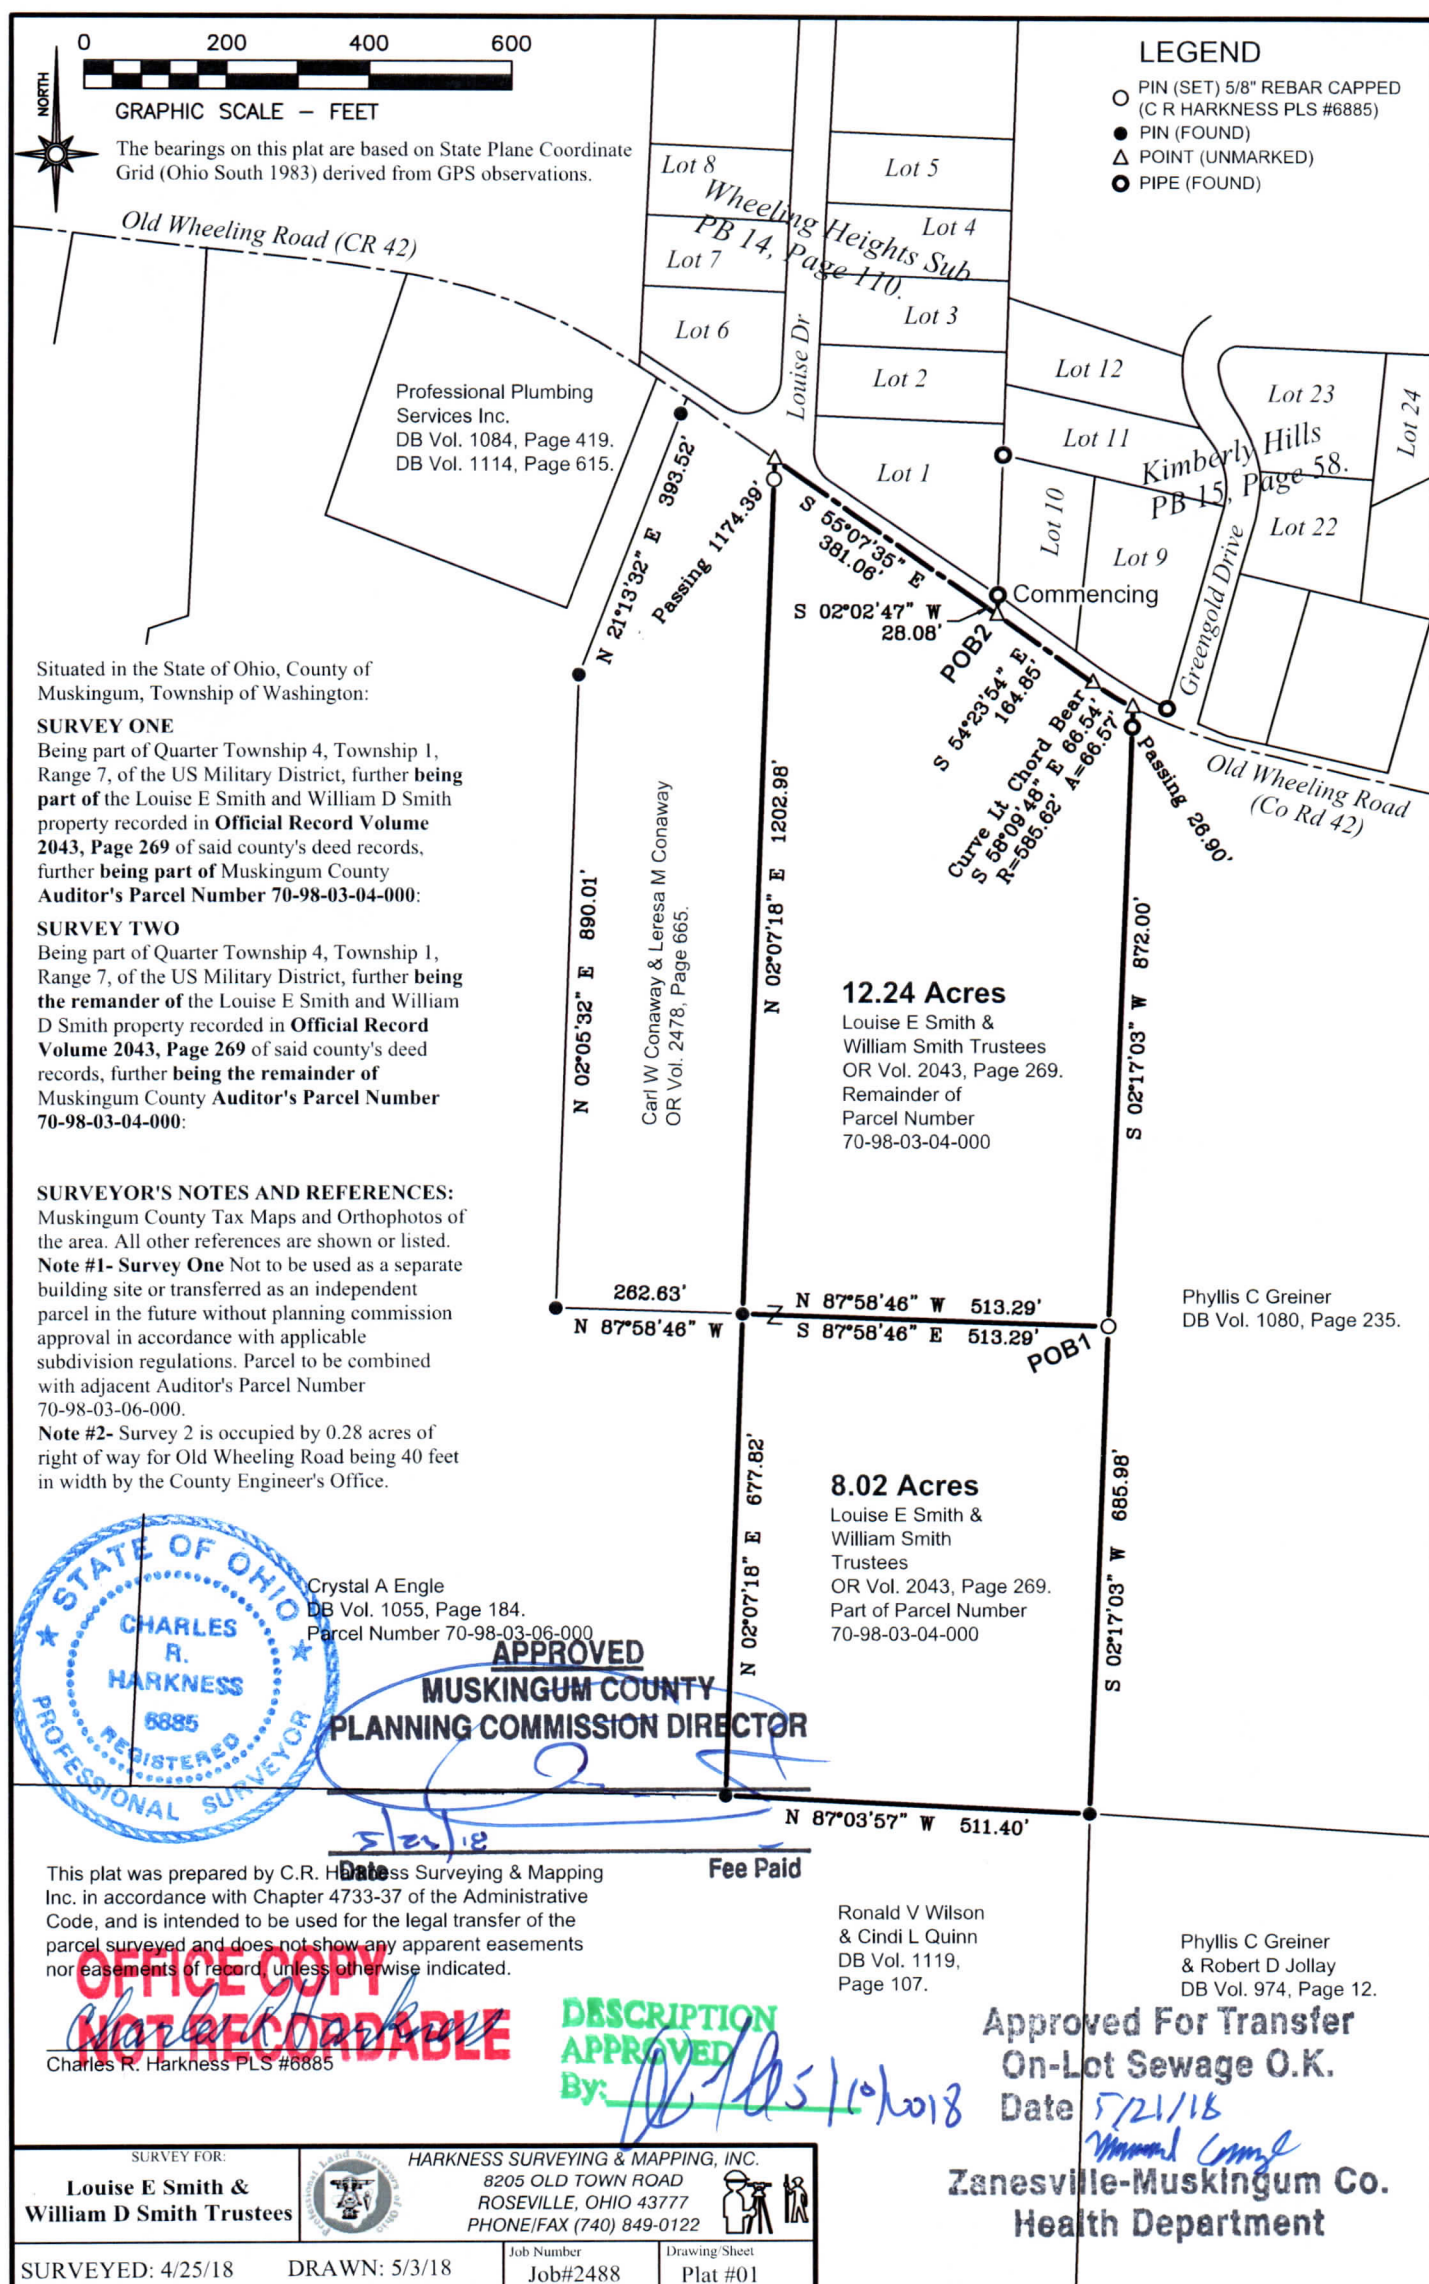 0 200 400 600
NORTH
GRAPHIC SCALE – FEET
The bearings on this plat are based on State Plane Coordinate
Grid (Ohio South 1983) derived from GPS observations.
LEGEND
PIN (SET) 5/8" REBAR CAPPED
(C R HARKNESS PLS #6885)
PIN (FOUND)
POINT (UNMARKED)
PIPE (FOUND)
Old Wheeling Road (CR 42)
Lot 8
Lot 7
Lot 6
Wheeling Heights Sub
PB 14, Page 110.
Lot 5
Lot 4
Lot 3
Lot 2
Lot 1
Louise Dr
Lot 12
Lot 11
Lot 10
Lot 9
Kimberly Hills
PB 15, Page 58.
Lot 23
Lot 24
Lot 22
Greengold Drive
Professional Plumbing
Services Inc.
DB Vol. 1084, Page 419.
DB Vol. 1114, Page 615.
N 21°13'32" E 393.52'
Passing 1174.39'
S 55°07'35" E
381.06'
Commencing
S 02°02'47" W
28.08'
POB2
S 54°23'54" E
164.85'
Curve Lt Chord Bear
S 58°09'48" E 66.54'
R=585.62' A=66.57'
Passing 26.90'
Old Wheeling Road
(Co Rd 42)
Situated in the State of Ohio, County of
Muskingum, Township of Washington:
SURVEY ONE
Being part of Quarter Township 4, Township 1,
Range 7, of the US Military District, further being
part of the Louise E Smith and William D Smith
property recorded in Official Record Volume
2043, Page 269 of said county's deed records,
further being part of Muskingum County
Auditor's Parcel Number 70-98-03-04-000:
SURVEY TWO
Being part of Quarter Township 4, Township 1,
Range 7, of the US Military District, further being
the remander of the Louise E Smith and William
D Smith property recorded in Official Record
Volume 2043, Page 269 of said county's deed
records, further being the remainder of
Muskingum County Auditor's Parcel Number
70-98-03-04-000:
SURVEYOR'S NOTES AND REFERENCES:
Muskingum County Tax Maps and Orthophotos of
the area. All other references are shown or listed.
Note #1- Survey One Not to be used as a separate
building site or transferred as an independent
parcel in the future without planning commission
approval in accordance with applicable
subdivision regulations. Parcel to be combined
with adjacent Auditor's Parcel Number
70-98-03-06-000.
Note #2- Survey 2 is occupied by 0.28 acres of
right of way for Old Wheeling Road being 40 feet
in width by the County Engineer's Office.
N 02°05'32" E 890.01'
Carl W Conaway & Leresa M Conaway
OR Vol. 2478, Page 665.
N 02°07'18" E 1202.98'
12.24 Acres
Louise E Smith &
William Smith Trustees
OR Vol. 2043, Page 269.
Remainder of
Parcel Number
70-98-03-04-000
S 02°17'03" W 872.00'
262.63'
N 87°58'46" W
N 87°58'46" W 513.29'
S 87°58'46" E 513.29'
POB1
Phyllis C Greiner
DB Vol. 1080, Page 235.
N 02°07'18" E 677.82'
8.02 Acres
Louise E Smith &
William Smith
Trustees
OR Vol. 2043, Page 269.
Part of Parcel Number
70-98-03-04-000
S 02°17'03" W 685.98'
STATE OF OHIO
CHARLES
R.
HARKNESS
6885
REGISTERED
PROFESSIONAL SURVEYOR
Crystal A Engle
DB Vol. 1055, Page 184.
Parcel Number 70-98-03-06-000
APPROVED
MUSKINGUM COUNTY
PLANNING COMMISSION DIRECTOR
5/23/18
Date Fee Paid
N 87°03'57" W 511.40'
This plat was prepared by C.R. Harkness Surveying & Mapping
Inc. in accordance with Chapter 4733-37 of the Administrative
Code, and is intended to be used for the legal transfer of the
parcel surveyed and does not show any apparent easements
nor easements of record, unless otherwise indicated.
OFFICE COPY
NOT RECORDABLE
Charles R Harkness
Charles R. Harkness PLS #6885
Ronald V Wilson
& Cindi L Quinn
DB Vol. 1119,
Page 107.
Phyllis C Greiner
& Robert D Jollay
DB Vol. 974, Page 12.
DESCRIPTION
APPROVED
By: 5/10/2018
Approved For Transfer
On-Lot Sewage O.K.
Date 5/21/18
Zanesville-Muskingum Co.
Health Department
SURVEY FOR:
Louise E Smith &
William D Smith Trustees
Professional Land Surveyors of Ohio
HARKNESS SURVEYING & MAPPING, INC.
8205 OLD TOWN ROAD
ROSEVILLE, OHIO 43777
PHONE/FAX (740) 849-0122
SURVEYED: 4/25/18 DRAWN: 5/3/18
Job Number
Job#2488
Drawing/Sheet
Plat #01